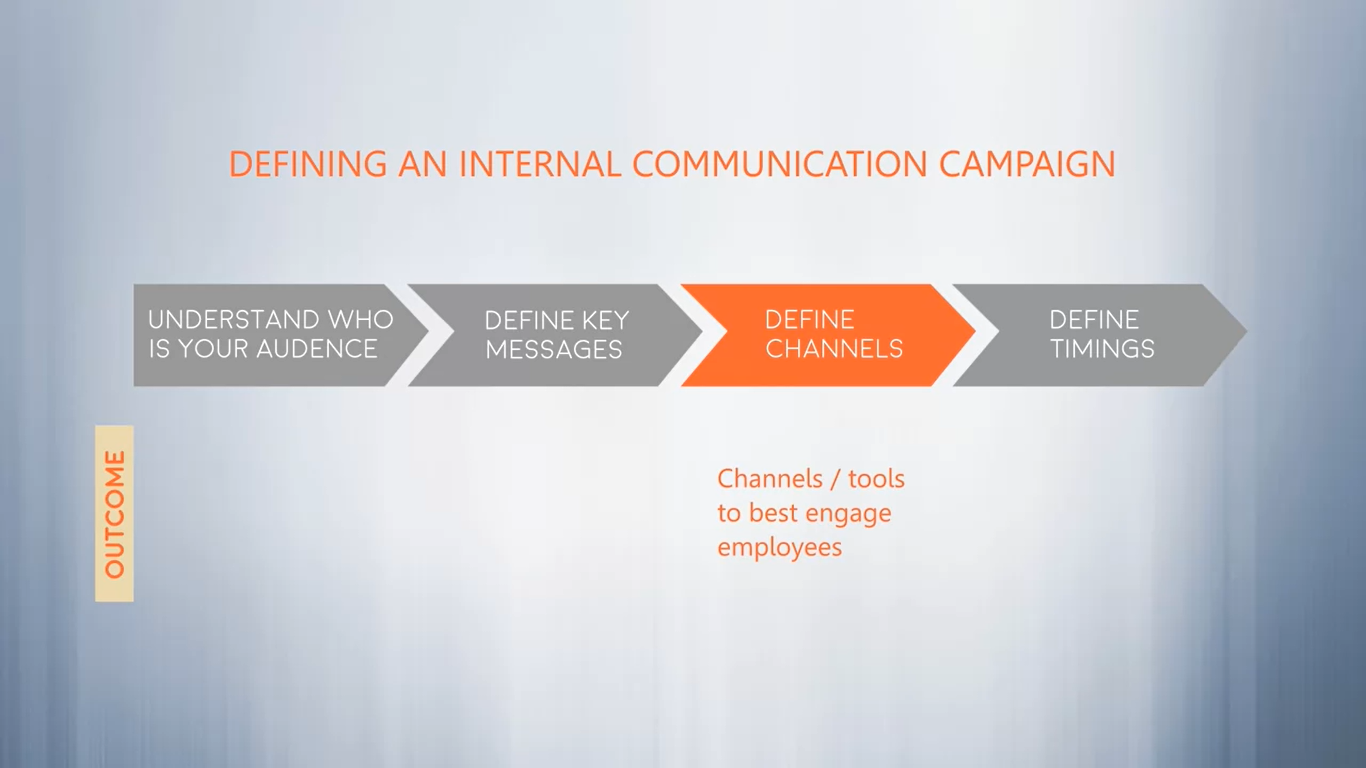 DEFINING AN INTERNAL COMMUNICATION CAMPAIGN
UNDERSTAND WHO
IS YOUR AUDENCE
DEFINE KEY
MESSAGES
DEFINE
CHANNELS
DEFINE
TIMINGS
OUTCOME
Channels / tools
to best engage
employees